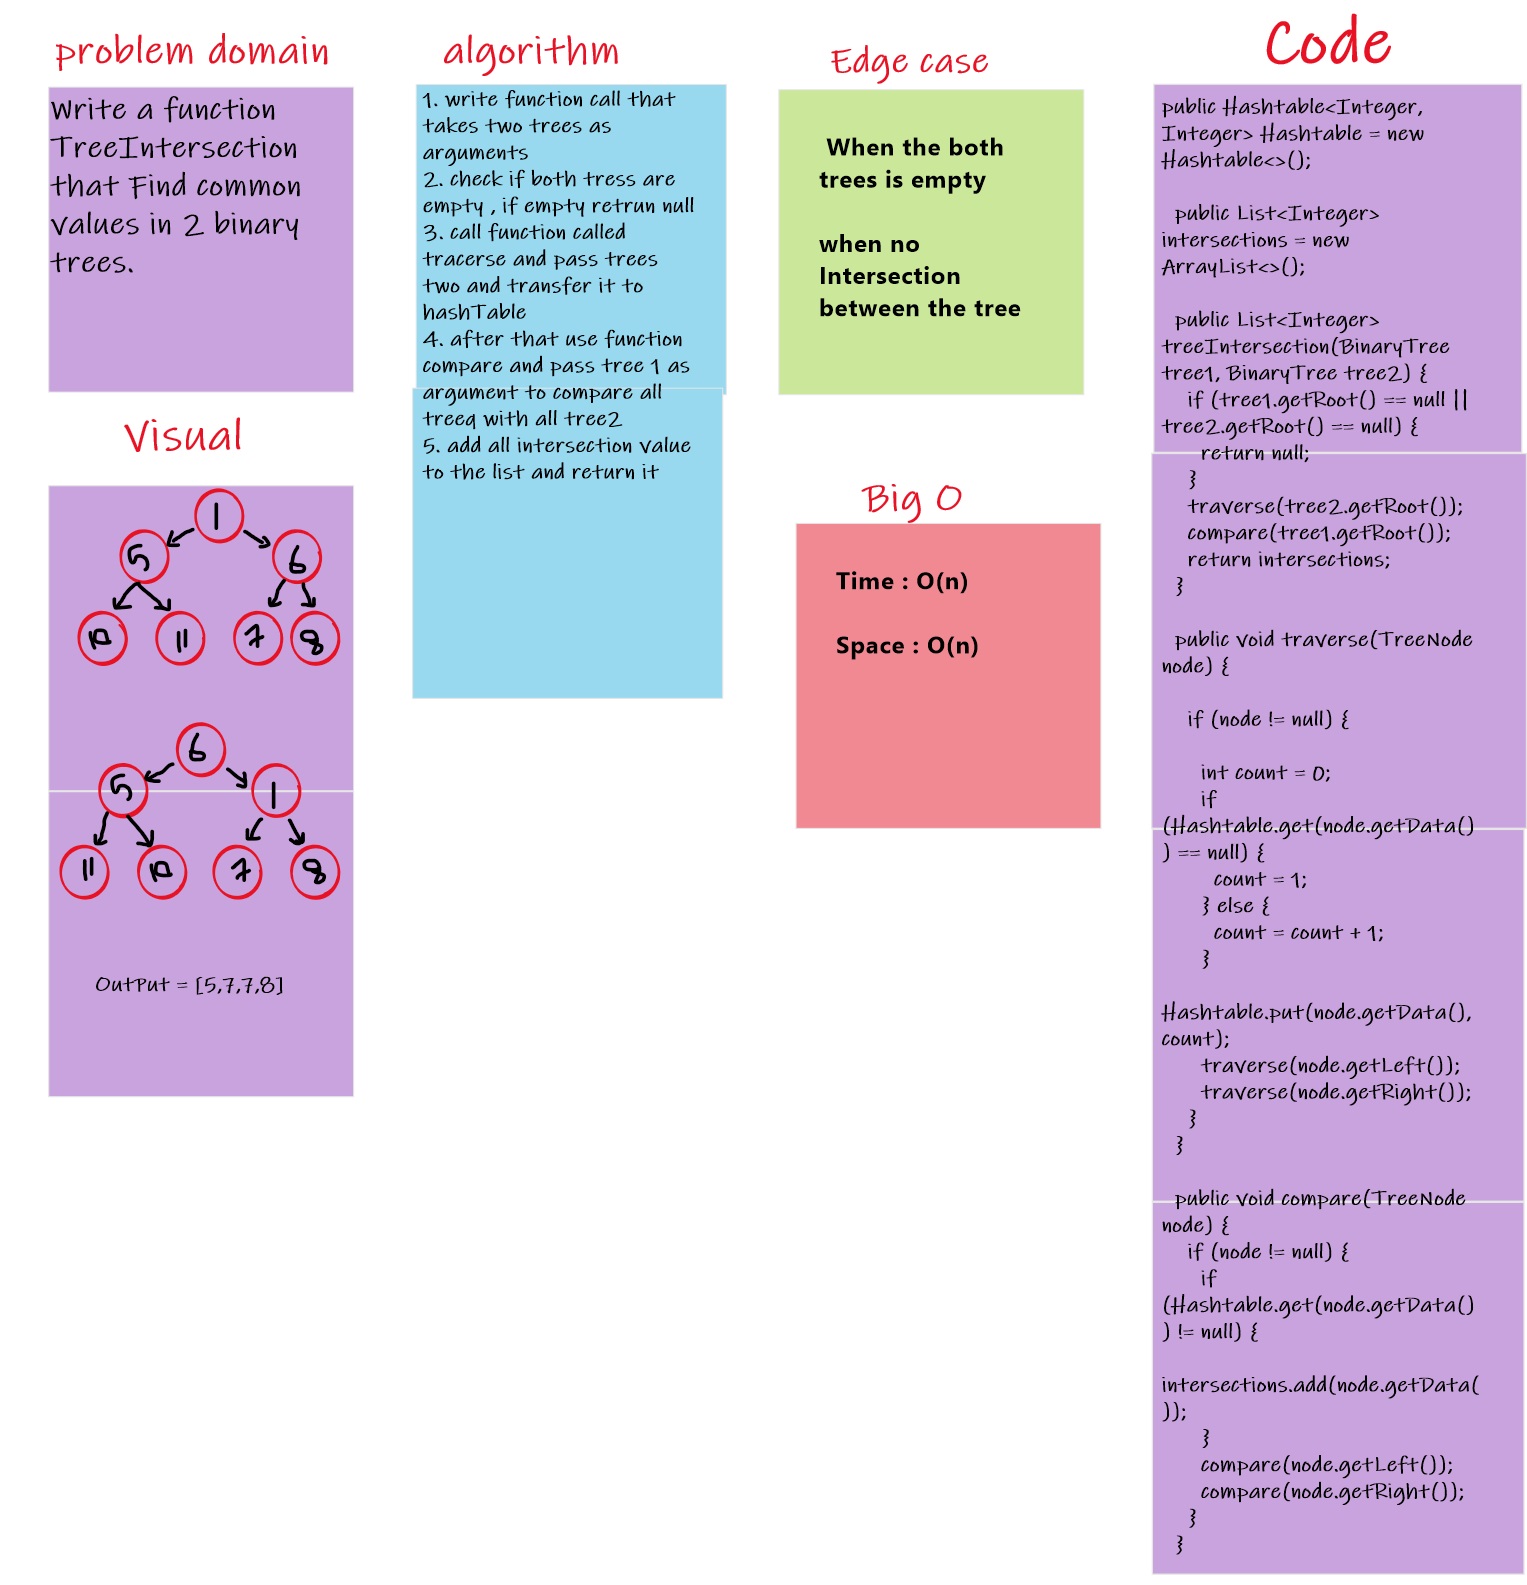 problem domain
Write a function
TreeIntersection
that Find common
values in 2 binary
trees.
Visual
1
5
6
10
11
7
8
6
5
1
11
10
7
8
OutPut = [5,7,7,8]
algorithm
1. write function call that
takes two trees as
arguments
2. check if both tress are
empty , if empty retrun null
3. call function called
tracerse and pass trees
two and transfer it to
hashTable
4. after that use function
compare and pass tree 1 as
argument to compare all
treeq with all tree2
5. add all intersection value
to the list and return it
Edge case
When the both
trees is empty
when no
Intersection
between the tree
Big O
Time : O(n)
Space : O(n)
Code
public Hashtable<Integer,
Integer> Hashtable = new
Hashtable<>();
public List<Integer>
intersections = new
ArrayList<>();
public List<Integer>
treeIntersection(BinaryTree
tree1, BinaryTree tree2) {
if (tree1.getRoot() == null ||
tree2.getRoot() == null) {
return null;
}
traverse(tree2.getRoot());
compare(tree1.getRoot());
return intersections;
}
public void traverse(TreeNode
node) {
if (node != null) {
int count = 0;
if
(Hashtable.get(node.getData()
) == null) {
count = 1;
} else {
count = count + 1;
}
Hashtable.put(node.getData(),
count);
traverse(node.getLeft());
traverse(node.getRight());
}
}
public void compare(TreeNode
node) {
if (node != null) {
if
(Hashtable.get(node.getData()
) != null) {
intersections.add(node.getData(
));
}
compare(node.getLeft());
compare(node.getRight());
}
}